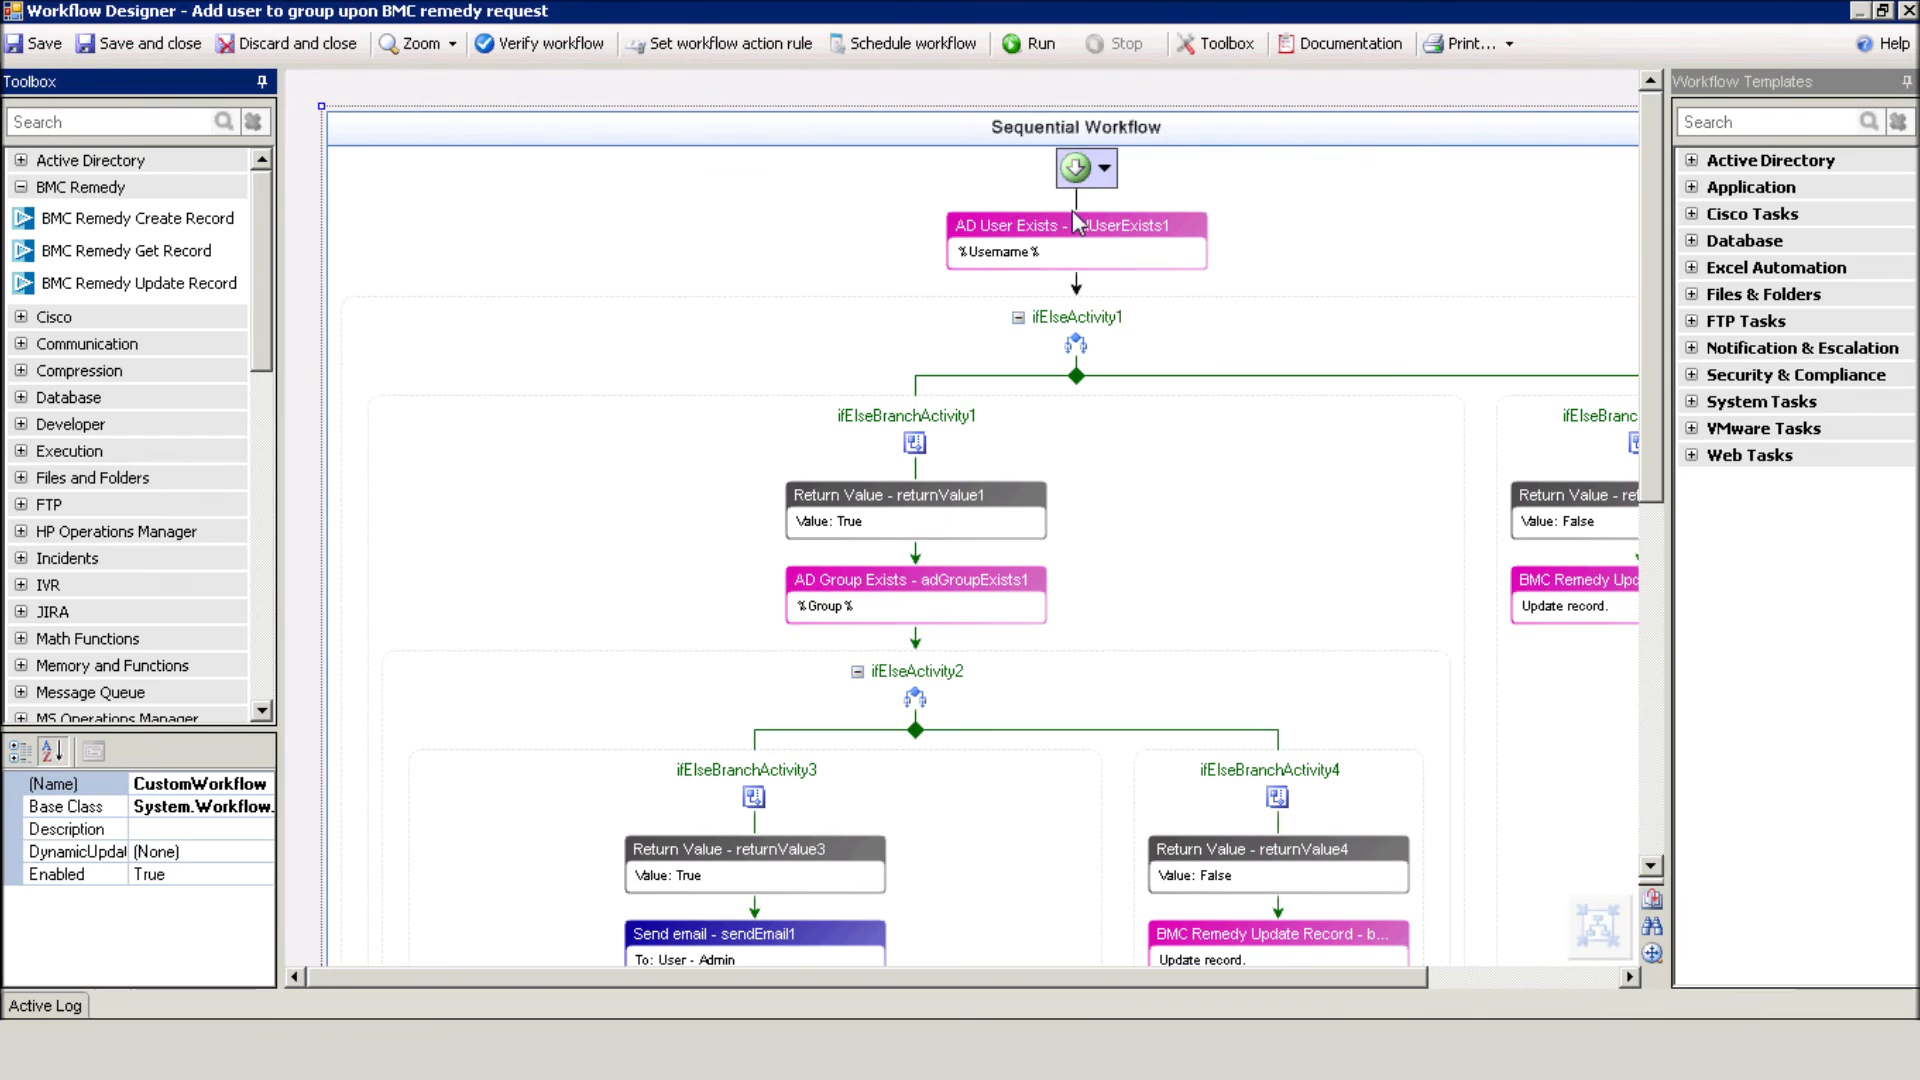 Workflow Designer - Add user to group upon BMC remedy request
Save
Save and close
Discard and close
Zoom
Verify workflow
Set workflow action rule
Schedule workflow
Run
Stop
Toolbox
Documentation
Print...
Help
Toolbox
Search
Active Directory
BMC Remedy
BMC Remedy Create Record
BMC Remedy Get Record
BMC Remedy Update Record
Cisco
Communication
Compression
Database
Developer
Execution
Files and Folders
FTP
HP Operations Manager
Incidents
IVR
JIRA
Math Functions
Memory and Functions
Message Queue
MS Operations Manager
(Name) CustomWorkflow
Base Class System.Workflow.
Description
DynamicUpdat (None)
Enabled True
Active Log
Sequential Workflow
AD User Exists - UserExists1
%Username%
ifElseActivity1
ifElseBranchActivity1
Return Value - returnValue1
Value: True
AD Group Exists - adGroupExists1
%Group%
ifElseActivity2
ifElseBranchActivity3
Return Value - returnValue3
Value: True
Send email - sendEmail1
To: User - Admin
ifElseBranchActivity4
Return Value - returnValue4
Value: False
BMC Remedy Update Record - b...
Update record.
ifElseBranc
Return Value - ret
Value: False
BMC Remedy Upd
Update record.
Workflow Templates
Search
Active Directory
Application
Cisco Tasks
Database
Excel Automation
Files & Folders
FTP Tasks
Notification & Escalation
Security & Compliance
System Tasks
VMware Tasks
Web Tasks